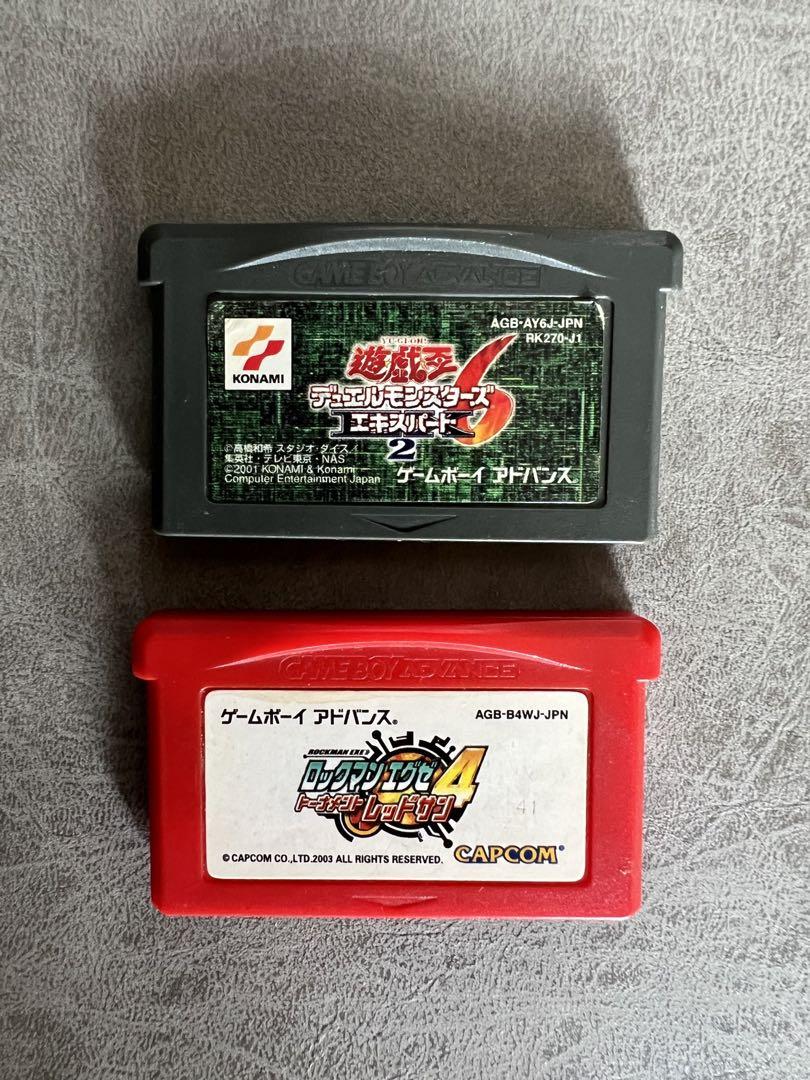 GAME BOY ADVANCE
KONAMI
AGB-AY6J-JPN
RK270-J1
YU-GI-OH!
遊戯王
デュエルモンスターズ6
エキスパート
2
©高橋和希 スタジオ・ダイス/
集英社・テレビ東京・NAS
©2001 KONAMI & Konami
Computer Entertainment Japan
ゲームボーイ アドバンス®
GAME BOY ADVANCE
ゲームボーイ アドバンス®
AGB-B4WJ-JPN
ROCKMAN EXE
ロックマン エグゼ4
トーナメント レッドサン
41
© CAPCOM CO.,LTD.2003 ALL RIGHTS RESERVED.
CAPCOM®